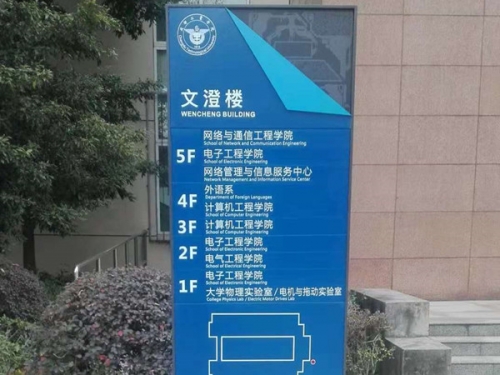 文澄楼
WENCHENG BUILDING
网络与通信工程学院
School of Network and Communication Engineering
5F 电子工程学院
School of Electronic Engineering
网络管理与信息服务中心
Network Management and Information Service Center
4F 外语系
Department of Foreign Languages
计算机工程学院
School of Computer Engineering
3F 计算机工程学院
School of Computer Engineering
2F 电子工程学院
School of Electronic Engineering
电气工程学院
School of Electrical Engineering
1F 电子工程学院
School of Electronic Engineering
大学物理实验室/电机与拖动实验室
College Physics Lab / Electric Motor Drives Lab